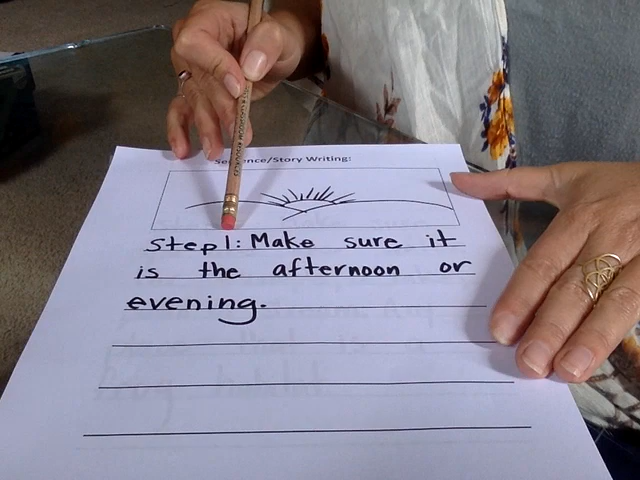 Sentence/Story Writing:
Step1: Make sure it
is the afternoon or
evening.